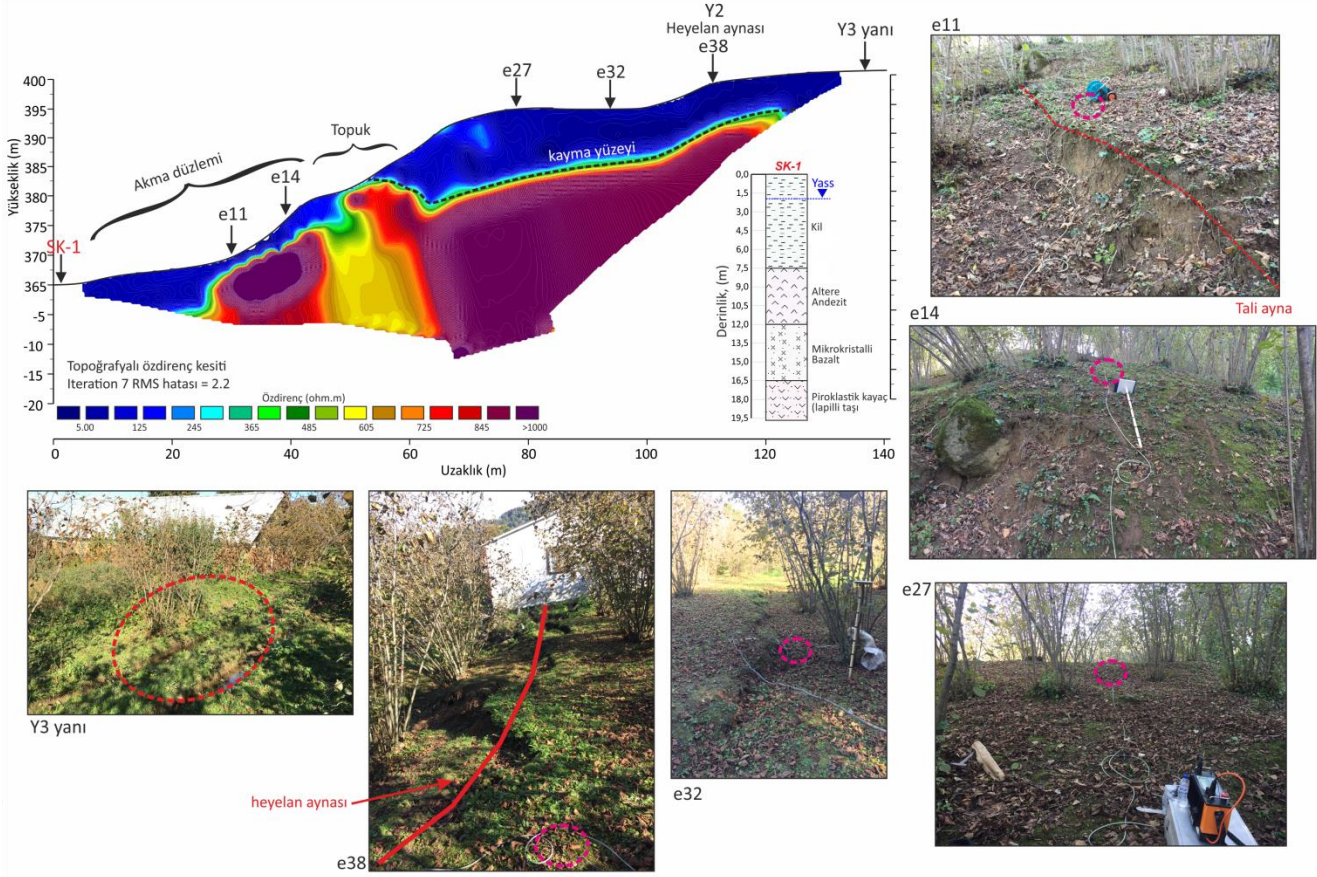 Y2
Heyelan aynası
e38
Y3 yanı
e27
e32
Topuk
Akma düzlemi
e14
e11
SK-1
kayma yüzeyi
Yükseklik (m)
400
395
390
385
380
375
370
365
-5
-10
-15
-20
SK-1
Derinlik, (m)
0,0
1,5
3,0
4,5
6,0
7,5
9,0
10,5
12,0
13,5
15,0
16,5
18,0
19,5
Yass
Kil
Altere
Andezit
Mikrokristalli
Bazalt
Piroklastik kayaç
(lapilli taşı
Topoğrafyalı özdirenç kesiti
Iteration 7 RMS hatası = 2.2
Özdirenç (ohm.m)
5.00 125 245 365 485 605 725 845 >1000
0 20 40 60 80 100 120 140
Uzaklık (m)
e11
Tali ayna
e14
e27
Y3 yanı
heyelan aynası
e38
e32